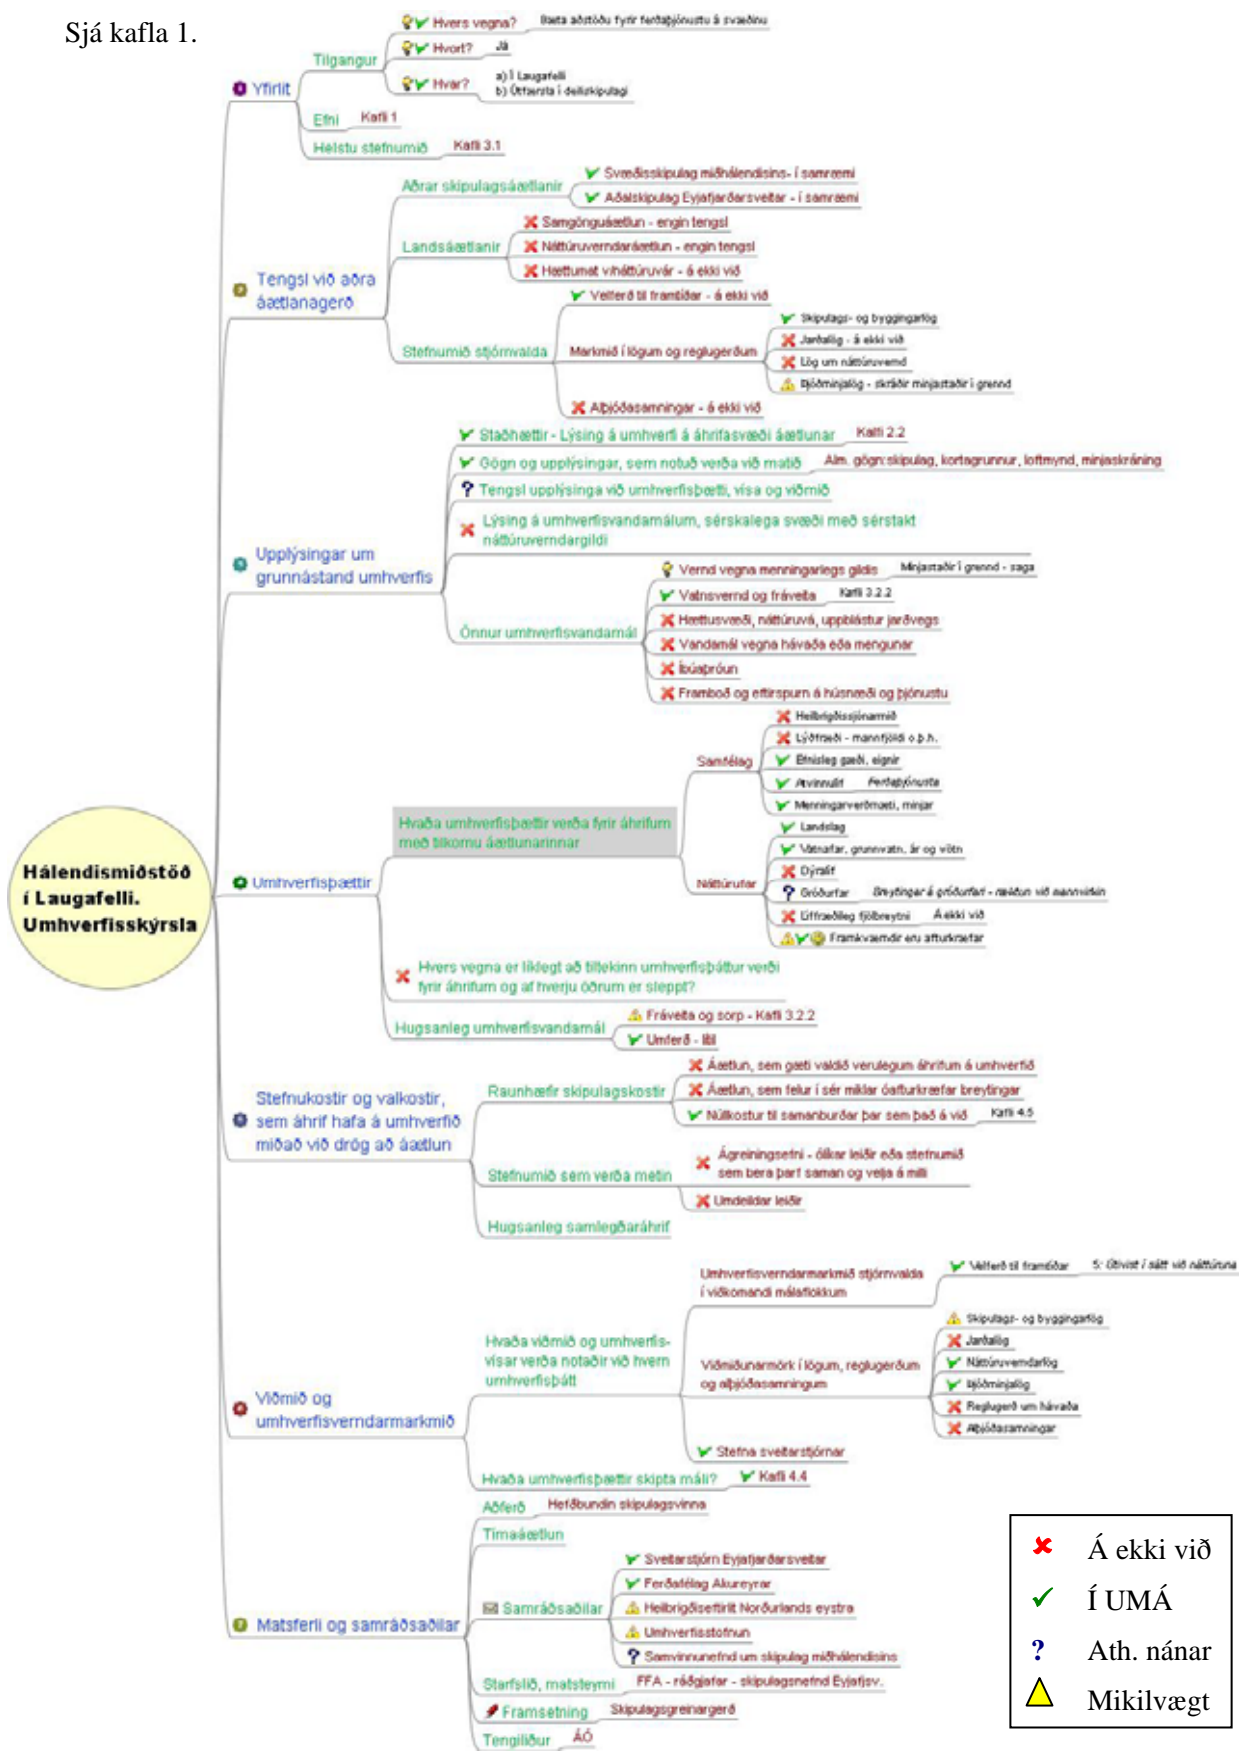 Sjá kafla 1.
Hálendismiðstöð
í Laugafelli.
Umhverfisskýrsla
Yfirlit
Tilgangur
Hvers vegna?
Bæta aðstöðu fyrir ferðaþjónustu á svæðinu
Hvort?
Já
Hvar?
a) Í Laugafelli
b) Útfærsla í deiliskipulagi
Efni
Kafli 1
Helstu stefnumið
Kafli 3.1
Tengsl við aðra
áætlanagerð
Aðrar skipulagsáætlanir
Svæðisskipulag miðhálendisins- í samræmi
Aðalskipulag Eyjafjarðarsveitar - í samræmi
Landsáætlanir
Samgönguáætlun - engin tengsl
Náttúruverndaráætlun - engin tengsl
Hættumat v/náttúruvár - á ekki við
Stefnumið stjórnvalda
Velferð til framtíðar - á ekki við
Markmið í lögum og reglugerðum
Skipulags- og byggingarlög
Jarðalög - á ekki við
Lög um náttúruvernd
Þjóðminjalög - skráðir minjastaðir í grennd
Alþjóðasamningar - á ekki við
Upplýsingar um
grunnástand umhverfis
Staðhættir - Lýsing á umhverfi á áhrifasvæði áætlunar
Kafli 2.2
Gögn og upplýsingar, sem notuð verða við matið
Alm. gögn: skipulag, kortagrunnur, loftmynd, minjaskráning
Tengsl upplýsinga við umhverfisþætti, vísa og viðmið
Lýsing á umhverfisvandamálum, sérskalega svæði með sérstakt
náttúruverndargildi
Önnur umhverfisvandamál
Vernd vegna menningarlegs gildis
Minjastaðir í grennd - saga
Vatnsvernd og fráveita
Kafli 3.2.2
Hættusvæði, náttúruvá, uppblástur jarðvegs
Vandamál vegna hávaða eða mengunar
Íbúaþróun
Framboð og eftirspurn á húsnæði og þjónustu
Umhverfisþættir
Hvaða umhverfisþættir verða fyrir áhrifum
með tilkomu áætlunarinnar
Samfélag
Heilbrigðissjónarmið
Lýðfræði - mannfjöldi o.þ.h.
Efnisleg gæði, eignir
Atvinnulíf
Ferðaþjónusta
Menningarverðmæti, minjar
Náttúrufar
Landslag
Vatnafar, grunnvatn, ár og vötn
Dýralíf
Gróðurfar
Breytingar á gróðurfari - ræktun við mannvirkin
Líffræðileg fjölbreytni
Á ekki við
Framkvæmdir eru afturkræfar
Hvers vegna er líklegt að tiltekinn umhverfisþáttur verði
fyrir áhrifum og af hverju öðrum er sleppt?
Hugsanleg umhverfisvandamál
Fráveita og sorp - Kafli 3.2.2
Umferð - lítil
Stefnukostir og valkostir,
sem áhrif hafa á umhverfið
miðað við drög að áætlun
Raunhæfir skipulagskostir
Áætlun, sem gæti valdið verulegum áhrifum á umhverfið
Áætlun, sem felur í sér miklar óafturkræfar breytingar
Núllkostur til samanburðar þar sem það á við
Kafli 4.5
Stefnumið sem verða metin
Ágreiningsefni - ólíkar leiðir eða stefnumið
sem bera þarf saman og velja á milli
Umdeildar leiðir
Hugsanleg samlegðaráhrif
Viðmið og
umhverfisverndarmarkmið
Hvaða viðmið og umhverfis-
vísar verða notaðir við hvern
umhverfisþátt
Umhverfisverndarmarkmið stjórnvalda
í viðkomandi málaflokkum
Velferð til framtíðar
5: Útivist í sátt við náttúruna
Viðmiðunarmörk í lögum, reglugerðum
og alþjóðasamningum
Skipulags- og byggingarlög
Jarðalög
Náttúruverndarlög
Þjóðminjalög
Reglugerð um hávaða
Alþjóðasamningar
Stefna sveitarstjórnar
Hvaða umhverfisþættir skipta máli?
Kafli 4.4
Matsferli og samráðsaðilar
Aðferð
Hefðbundin skipulagsvinna
Tímaáætlun
Samráðsaðilar
Sveitarstjórn Eyjafjarðarsveitar
Ferðafélag Akureyrar
Heilbrigðiseftirlit Norðurlands eystra
Umhverfisstofnun
Samvinnunefnd um skipulag miðhálendisins
Starfslið, matsteymi
FFA - ráðgjafar - skipulagsnefnd Eyjafjsv.
Framsetning
Skipulagsgreinargerð
Tengiliður
ÁÓ
Á ekki við
Í UMÁ
? Ath. nánar
Mikilvægt